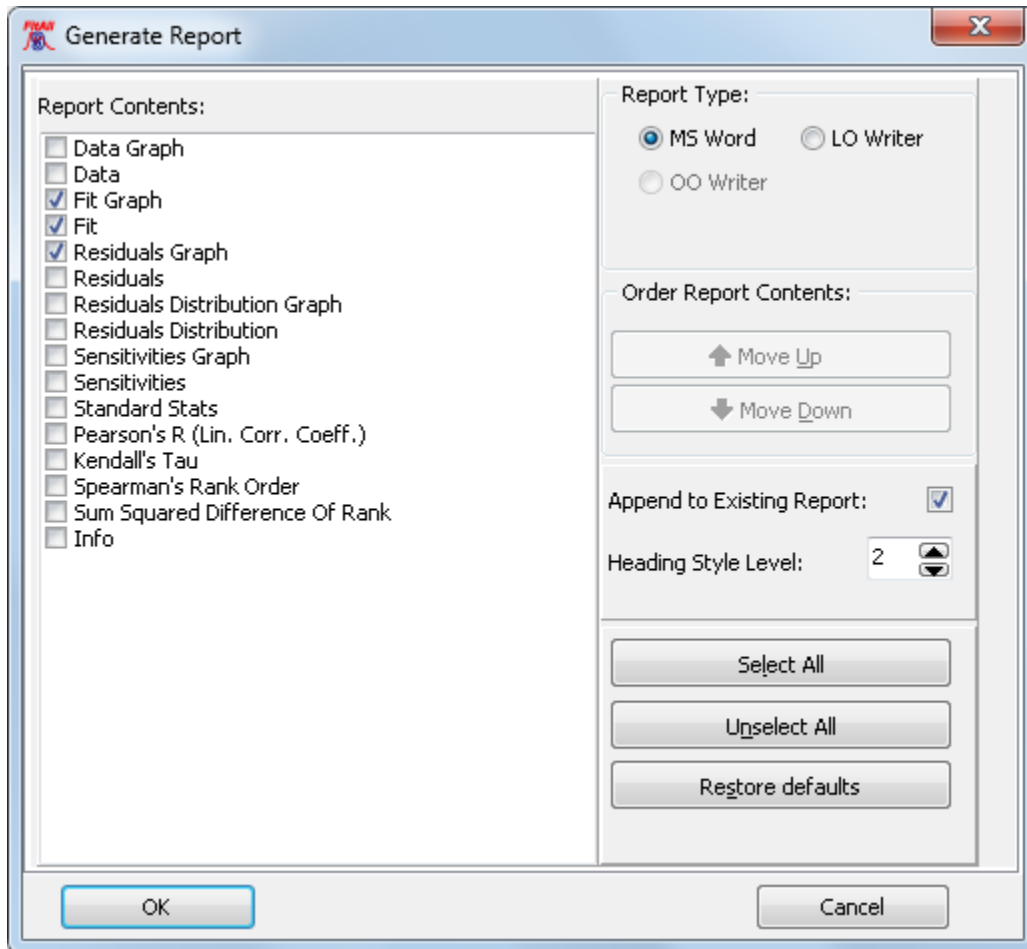 FRAN
Generate Report
Report Contents:
Data Graph
Data
Fit Graph
Fit
Residuals Graph
Residuals
Residuals Distribution Graph
Residuals Distribution
Sensitivities Graph
Sensitivities
Standard Stats
Pearson's R (Lin. Corr. Coeff.)
Kendall's Tau
Spearman's Rank Order
Sum Squared Difference Of Rank
Info
Report Type:
MS Word LO Writer
OO Writer
Order Report Contents:
Move Up
Move Down
Append to Existing Report:
Heading Style Level: 2
Select All
Unselect All
Restore defaults
OK Cancel